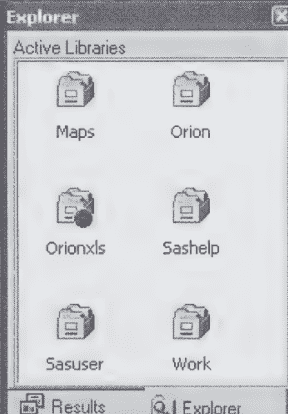 Explorer
Active Libraries
Maps Orion
Orionxls Sashelp
Sasuser Work
Results Explorer